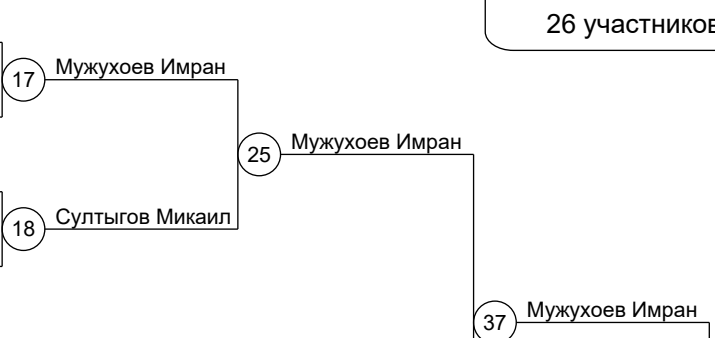 26 участников
17 Мужухоев Имран
25 Мужухоев Имран
18 Султыгов Микаил
37 Мужухоев Имран